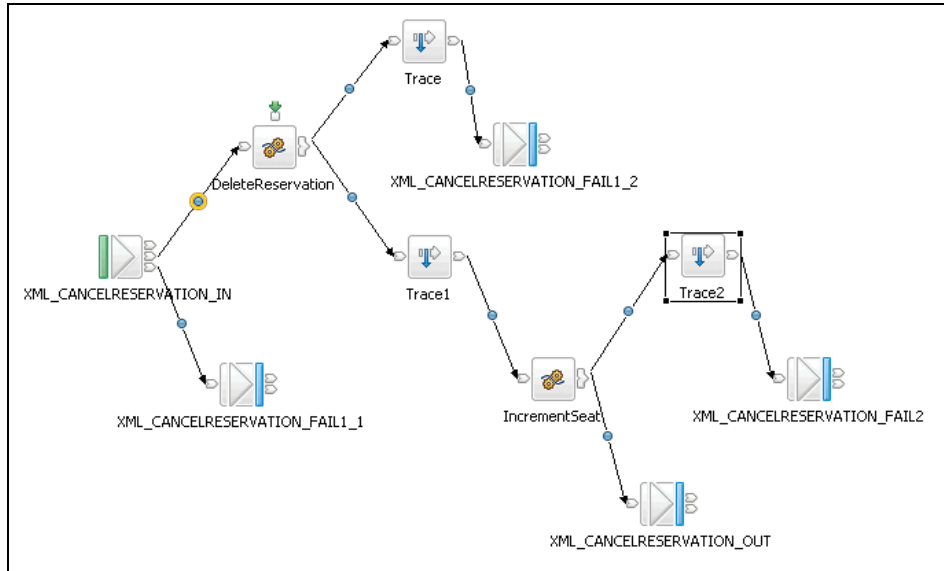 Trace
XML_CANCELRESERVATION_FAIL1_2
DeleteReservation
XML_CANCELRESERVATION_IN
Trace1
Trace2
XML_CANCELRESERVATION_FAIL1_1
IncrementSeat
XML_CANCELRESERVATION_FAIL2
XML_CANCELRESERVATION_OUT